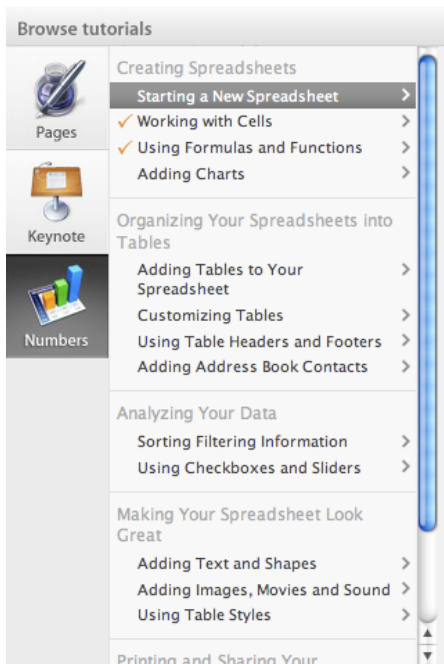 Browse tutorials
Pages
Keynote
Numbers
Creating Spreadsheets
Starting a New Spreadsheet
Working with Cells
Using Formulas and Functions
Adding Charts
Organizing Your Spreadsheets into
Tables
Adding Tables to Your
Spreadsheet
Customizing Tables
Using Table Headers and Footers
Adding Address Book Contacts
Analyzing Your Data
Sorting Filtering Information
Using Checkboxes and Sliders
Making Your Spreadsheet Look
Great
Adding Text and Shapes
Adding Images, Movies and Sound
Using Table Styles
Printing and Sharing Your